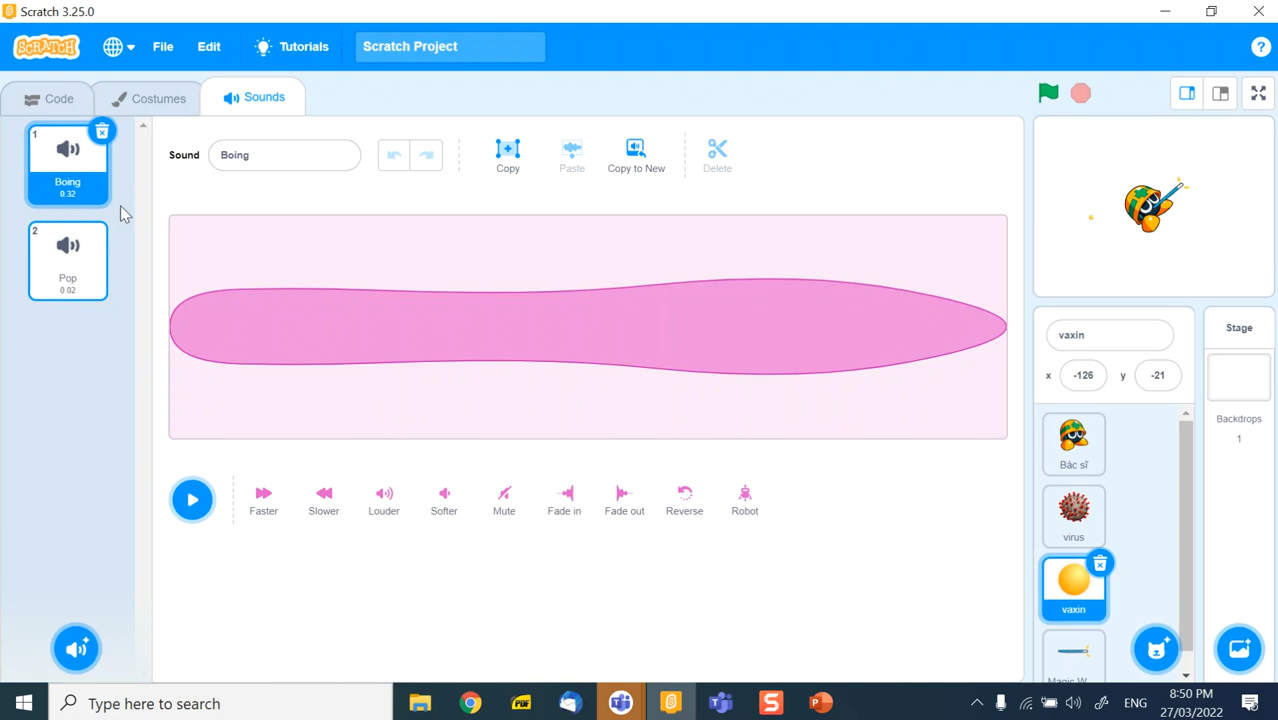 Scratch 3.25.0
SCRATCH File Edit Tutorials Scratch Project ?
Code Costumes Sounds
1
Boing
0.32
2
Pop
0.02
Sound Boing Copy Paste Copy to New Delete
Faster Slower Louder Softer Mute Fade in Fade out Reverse Robot
vaxin
x -126 y -21
Bác sĩ
virus
vaxin
Magic W...
Stage
Backdrops
1
Type here to search
PDF
S
P
ENG
8:50 PM
27/03/2022